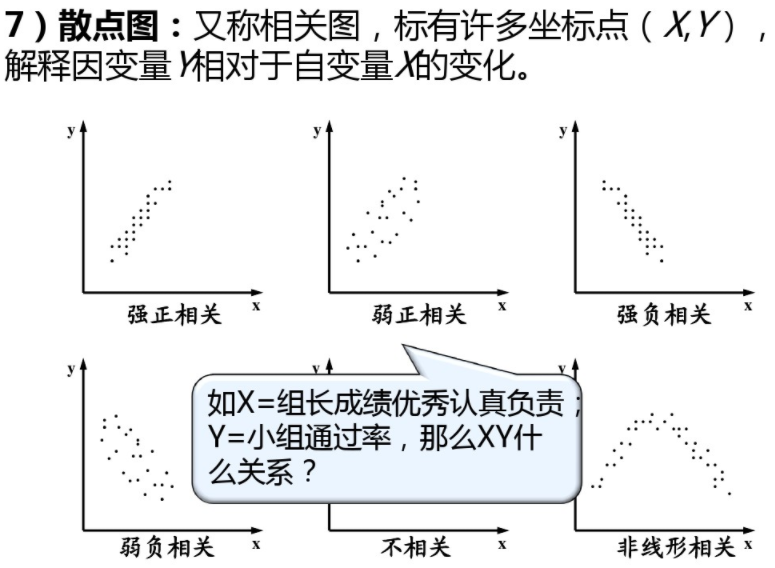 7）散点图：又称相关图，标有许多坐标点（X,Y），
解释因变量Y相对于自变量X的变化。
y
y
y
x
x
x
强正相关
弱正相关
强负相关
y
y
y
如X=组长成绩优秀认真负责；
Y=小组通过率，那么XY什
么关系？
x
x
x
弱负相关
不相关
非线形相关